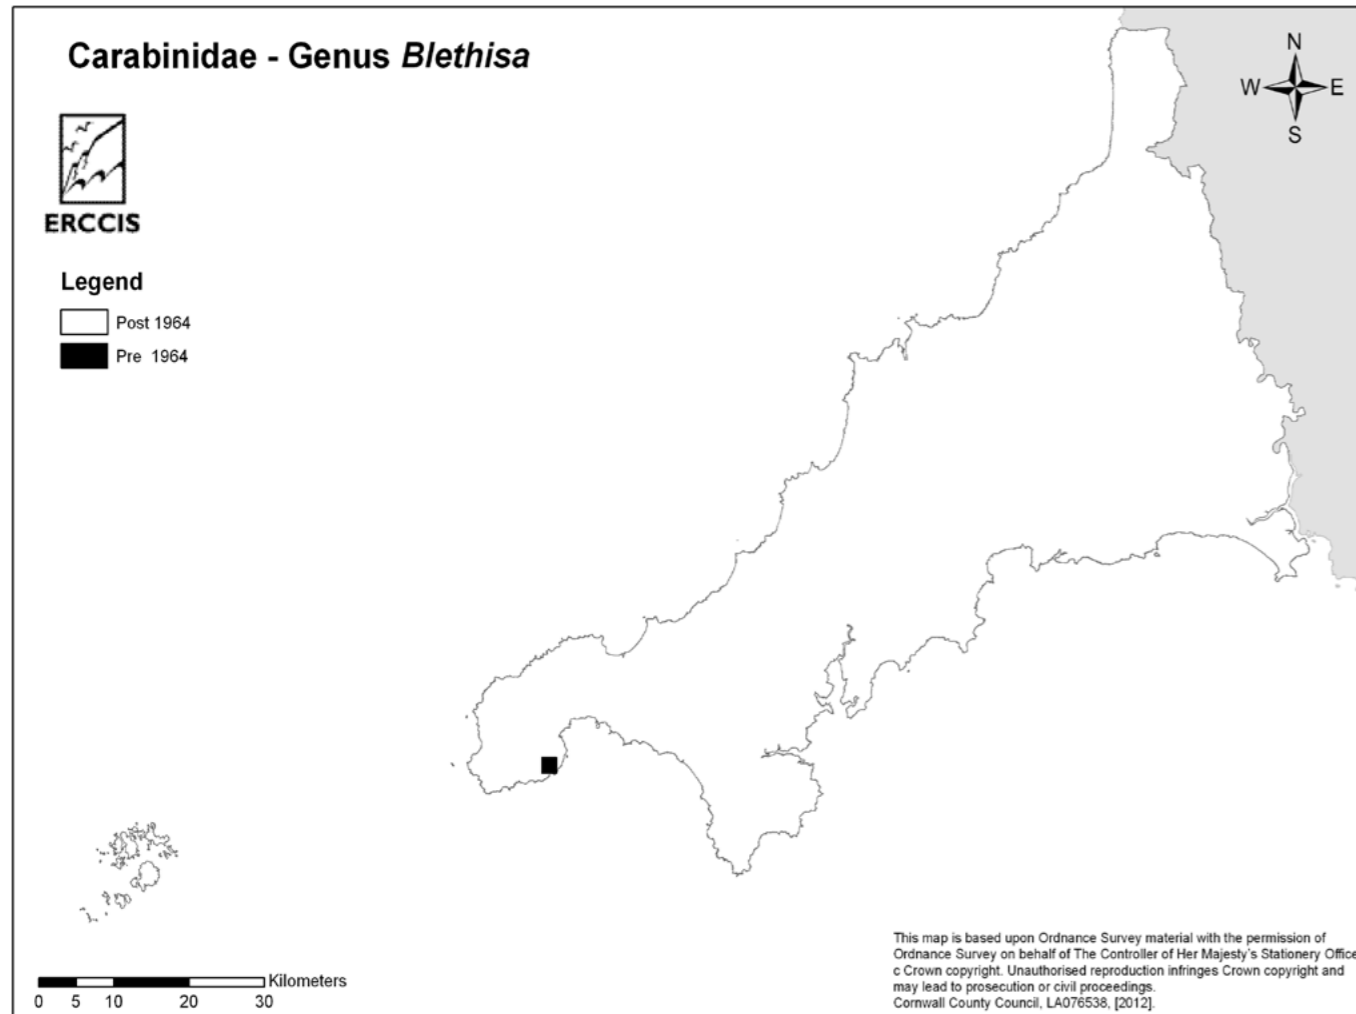 Carabinidae - Genus Blethisa
N
W E
S
ERCCIS
Legend
Post 1964
Pre 1964
This map is based upon Ordnance Survey material with the permission of
Ordnance Survey on behalf of The Controller of Her Majesty's Stationery Office
c Crown copyright. Unauthorised reproduction infringes Crown copyright and
may lead to prosecution or civil proceedings.
Cornwall County Council, LA076538, [2012].
Kilometers
0 5 10 20 30